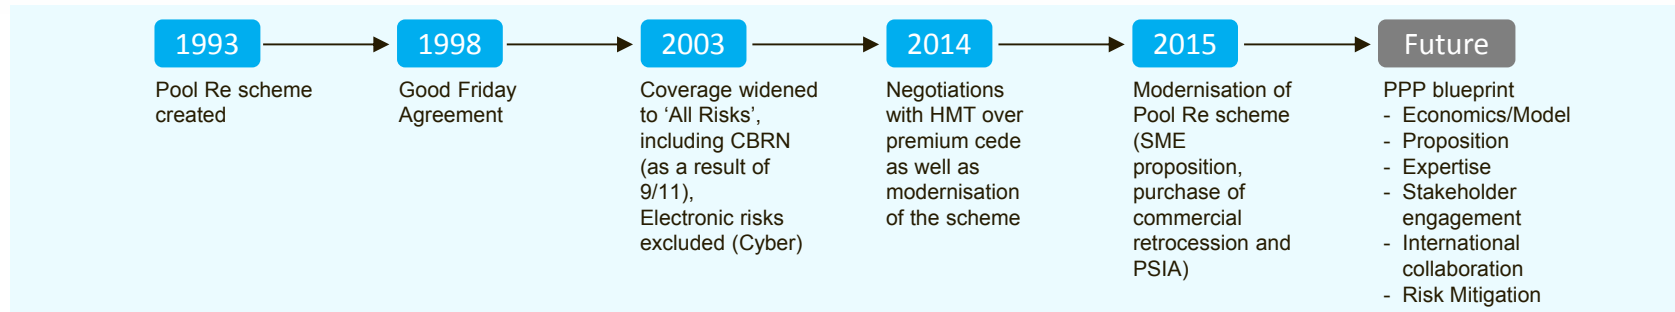 1993
Pool Re scheme
created
1998
Good Friday
Agreement
2003
Coverage widened
to ‘All Risks’,
including CBRN
(as a result of
9/11),
Electronic risks
excluded (Cyber)
2014
Negotiations
with HMT over
premium cede
as well as
modernisation
of the scheme
2015
Modernisation of
Pool Re scheme
(SME
proposition,
purchase of
commercial
retrocession and
PSIA)
Future
PPP blueprint
- Economics/Model
- Proposition
- Expertise
- Stakeholder
engagement
- International
collaboration
- Risk Mitigation